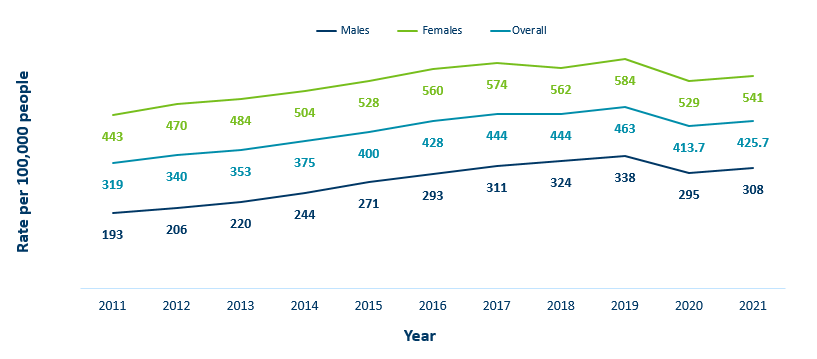 Males Females Overall
Rate per 100,000 people
443 470 484 504 528 560 574 562 584 529 541
319 340 353 375 400 428 444 444 463 413.7 425.7
193 206 220 244 271 293 311 324 338 295 308
2011 2012 2013 2014 2015 2016 2017 2018 2019 2020 2021
Year